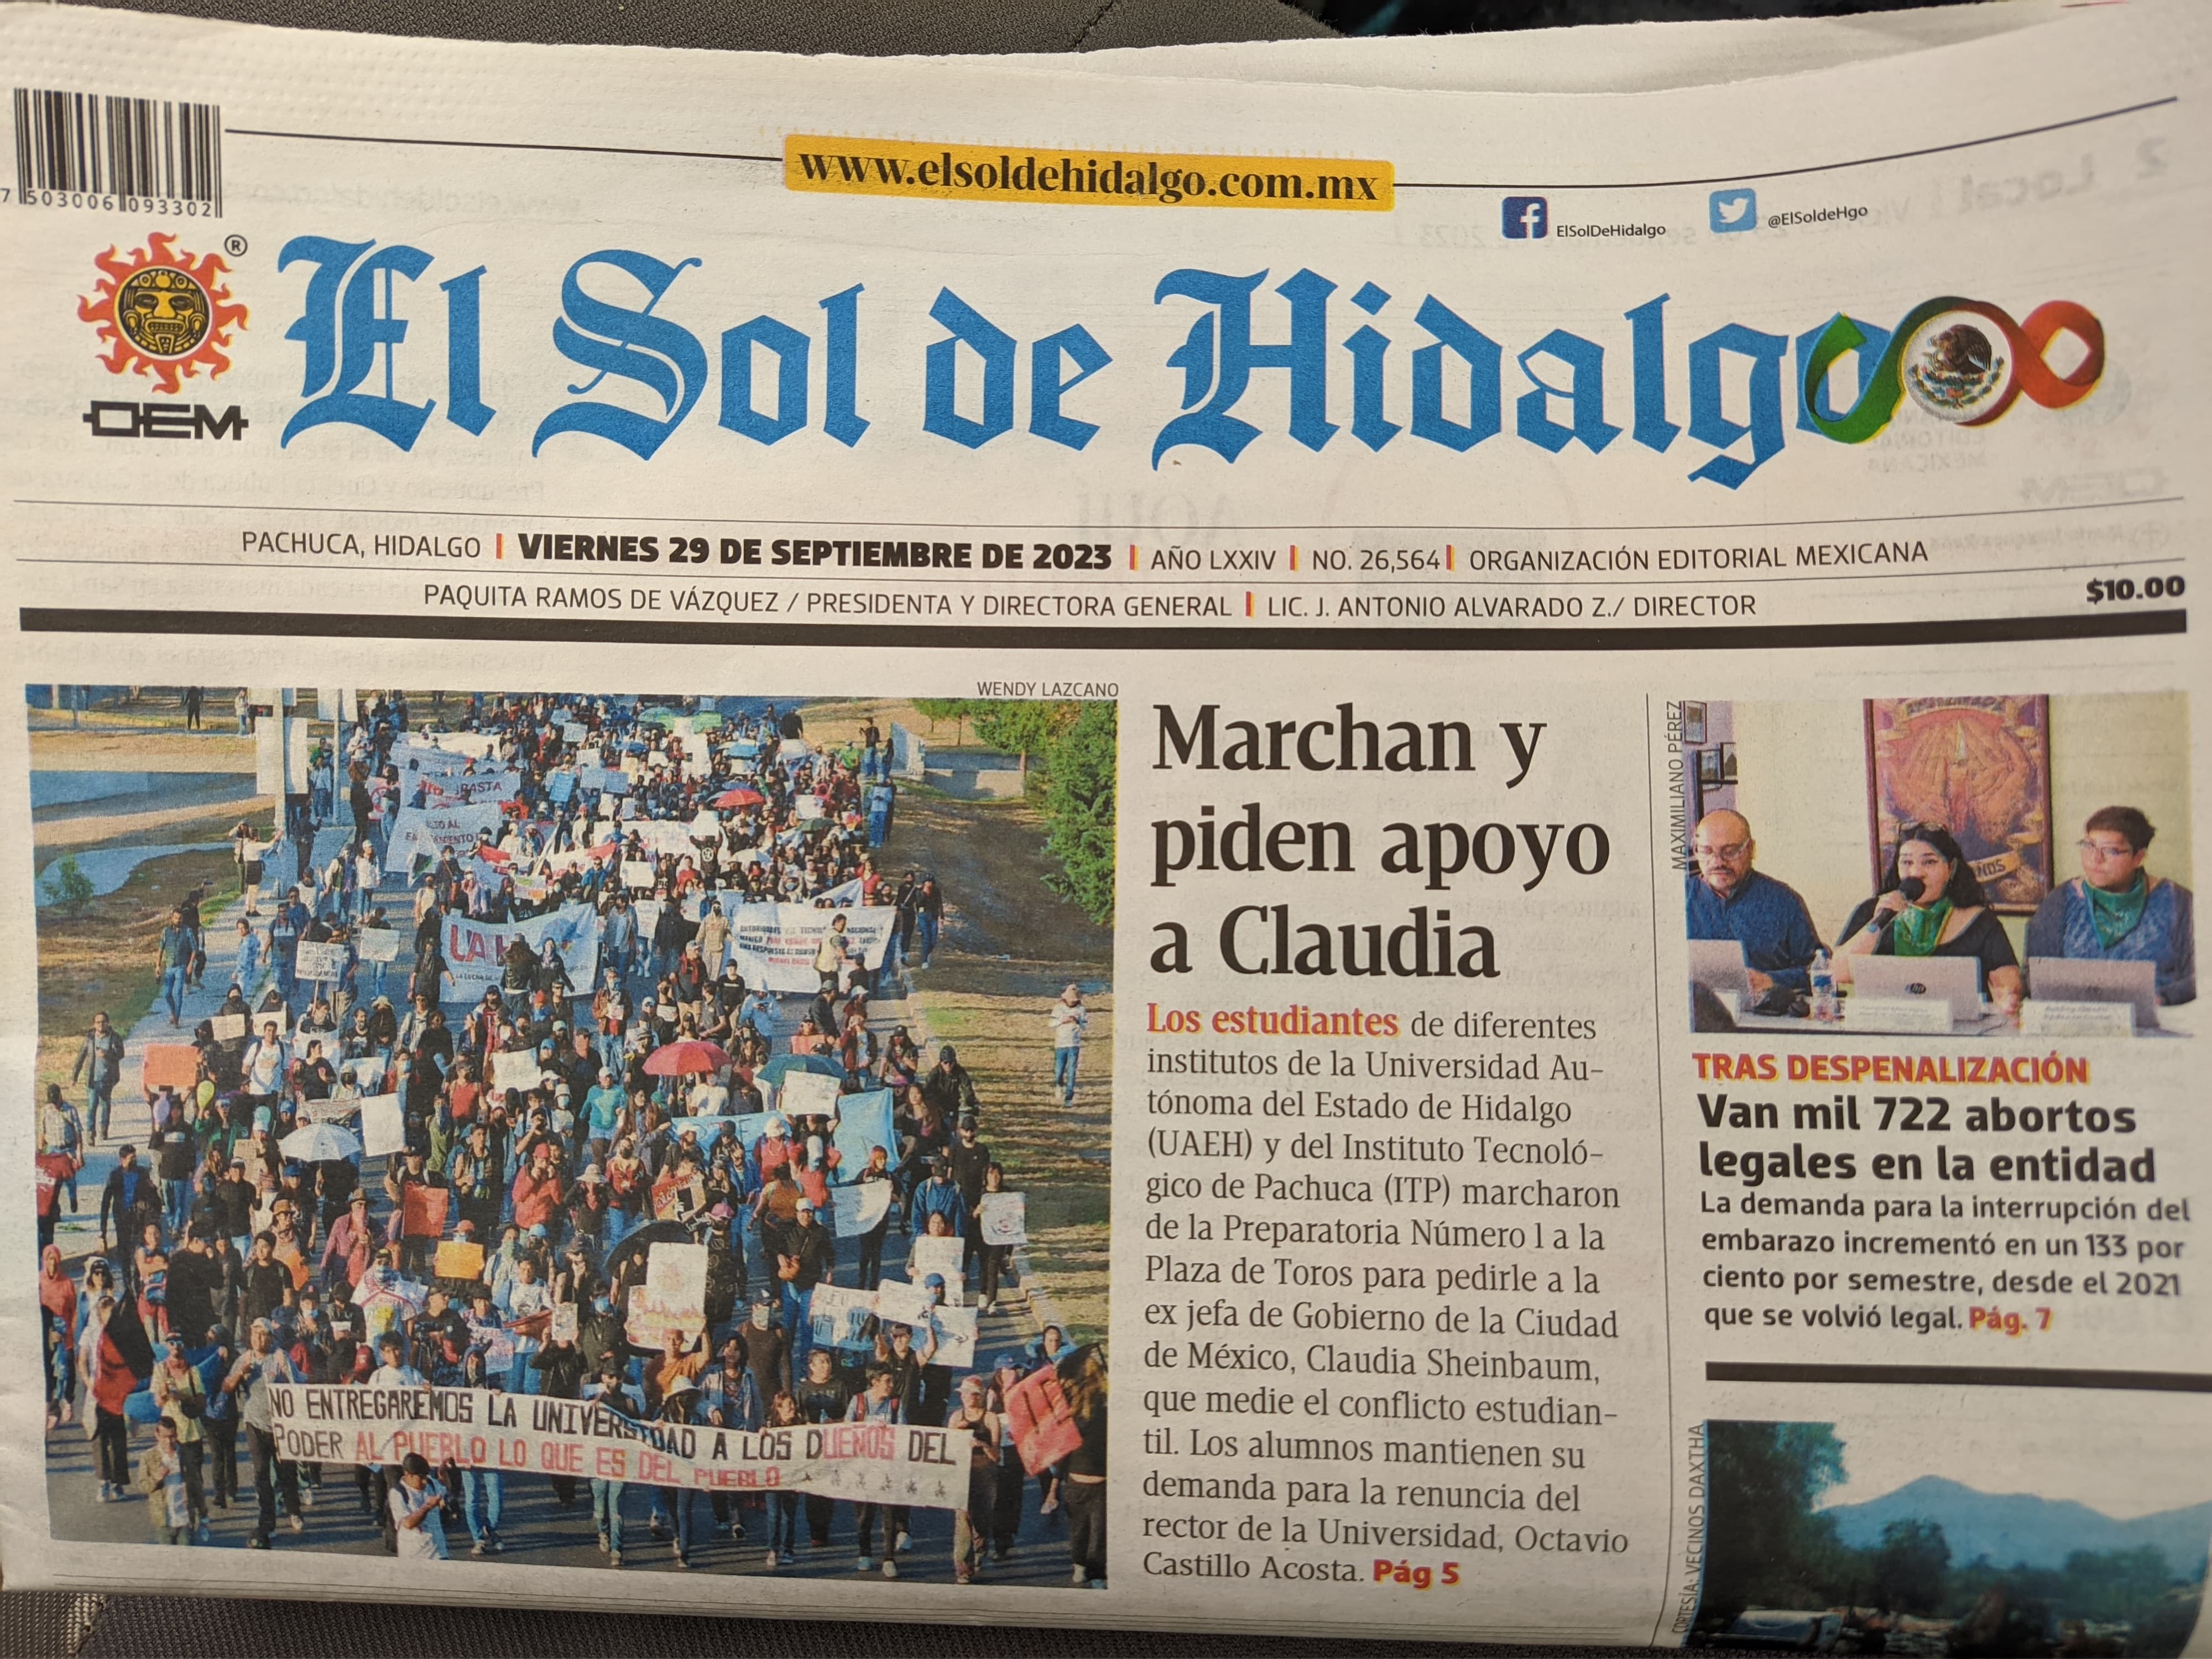 www.elsoldehidalgo.com.mx
7 503006 093302
ElSolDeHidalgo
@ElSoldeHgo
®
El Sol de Hidalgo
OEM
PACHUCA, HIDALGO | VIERNES 29 DE SEPTIEMBRE DE 2023 | AÑO LXXIV | NO. 26,564 | ORGANIZACIÓN EDITORIAL MEXICANA
PAQUITA RAMOS DE VÁZQUEZ / PRESIDENTA Y DIRECTORA GENERAL | LIC. J. ANTONIO ALVARADO Z./ DIRECTOR
$10.00
WENDY LAZCANO
BASTA
NO ENTREGAREMOS LA UNIVERSIDAD A LOS DUEÑOS DEL
PODER AL PUEBLO LO QUE ES DEL PUEBLO
Marchan y
piden apoyo
a Claudia
Los estudiantes de diferentes
institutos de la Universidad Au-
tónoma del Estado de Hidalgo
(UAEH) y del Instituto Tecnoló-
gico de Pachuca (ITP) marcharon
de la Preparatoria Número 1 a la
Plaza de Toros para pedirle a la
ex jefa de Gobierno de la Ciudad
de México, Claudia Sheinbaum,
que medie el conflicto estudian-
til. Los alumnos mantienen su
demanda para la renuncia del
rector de la Universidad, Octavio
Castillo Acosta. Pág 5
MAXIMILIANO PÉREZ
hp
TRAS DESPENALIZACIÓN
Van mil 722 abortos
legales en la entidad
La demanda para la interrupción del
embarazo incrementó en un 133 por
ciento por semestre, desde el 2021
que se volvió legal. Pág. 7
CORTESÍA: VECINOS DAXTHA